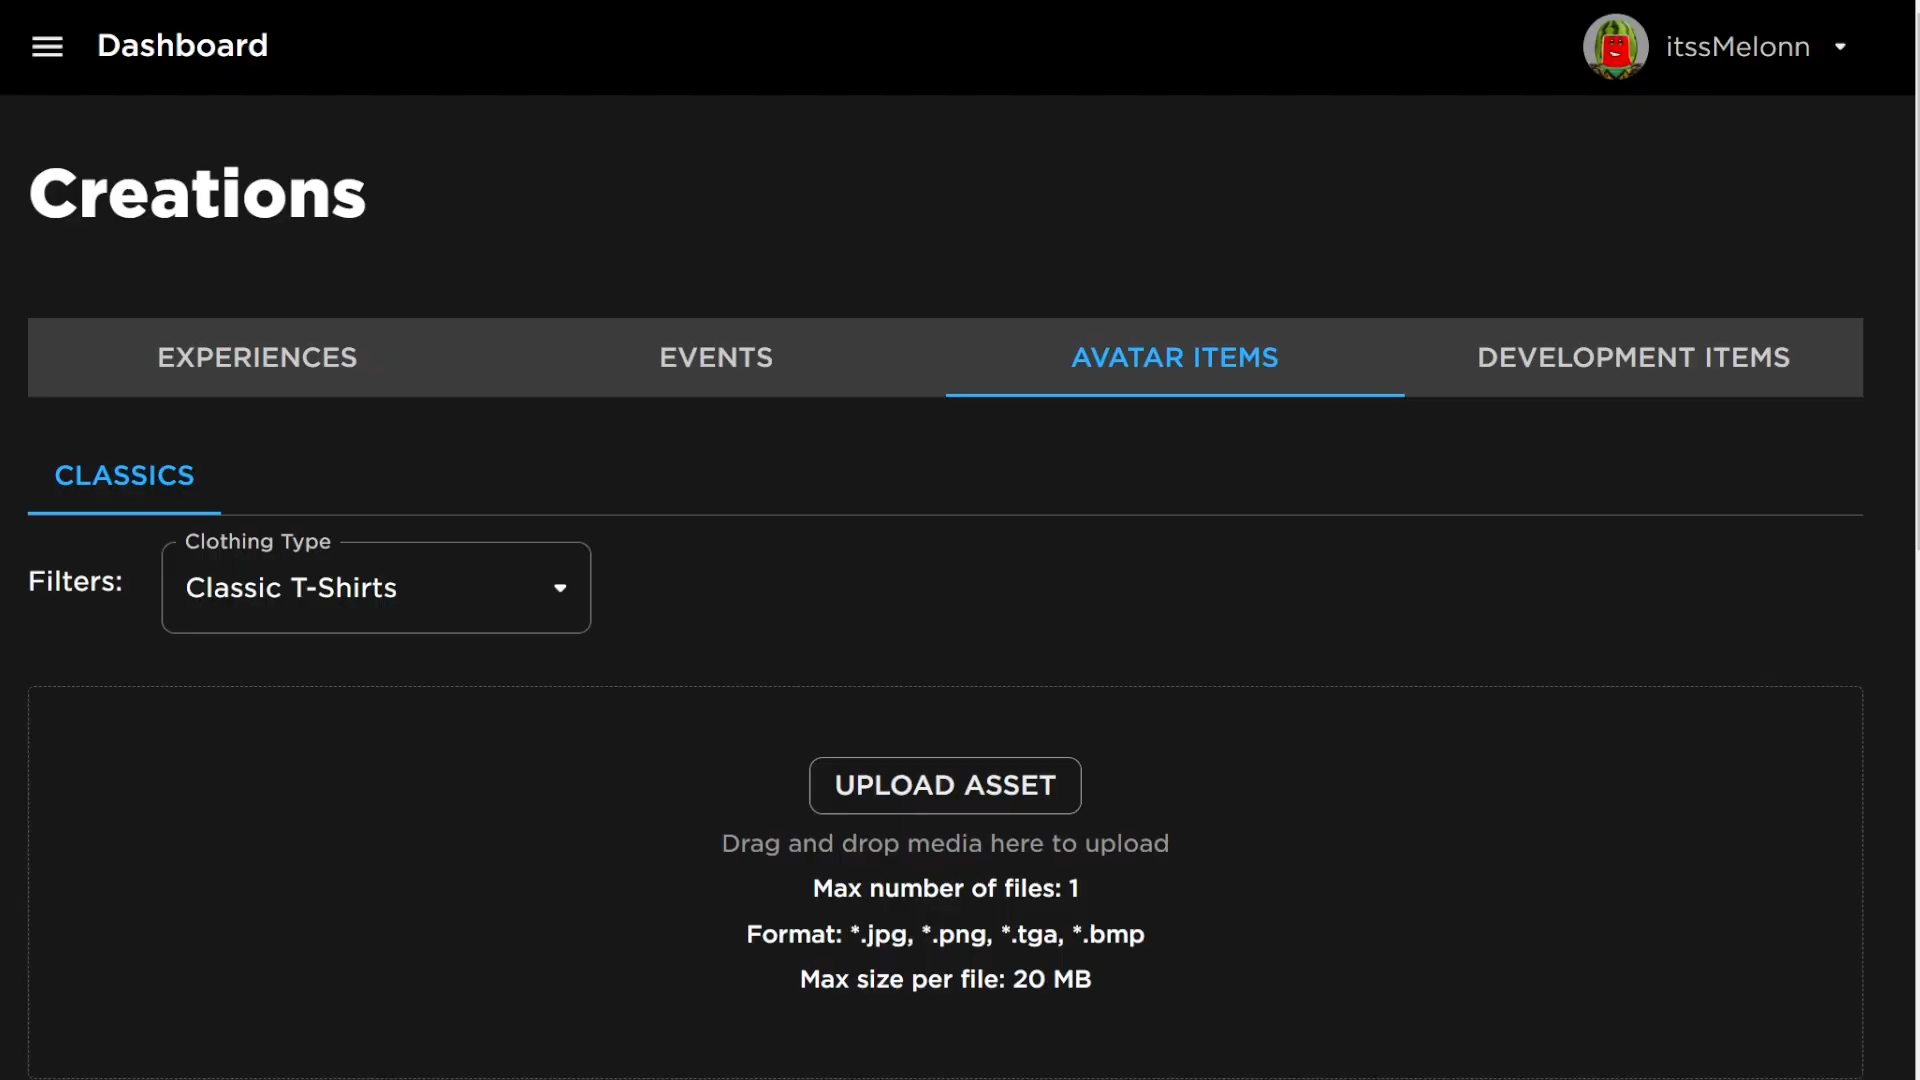 Dashboard
itssMelonn
Creations
EXPERIENCES
EVENTS
AVATAR ITEMS
DEVELOPMENT ITEMS
CLASSICS
Clothing Type
Filters:
Classic T-Shirts
UPLOAD ASSET
Drag and drop media here to upload
Max number of files: 1
Format: *.jpg, *.png, *.tga, *.bmp
Max size per file: 20 MB